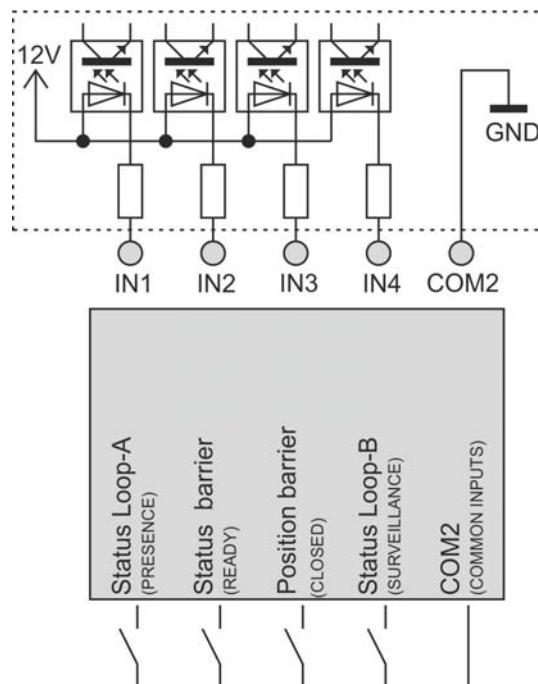 12V
GND
IN1
IN2
IN3
IN4
COM2
Status Loop-A
(PRESENCE)
Status barrier
(READY)
Position barrier
(CLOSED)
Status Loop-B
(SURVEILLANCE)
COM2
(COMMON INPUTS)